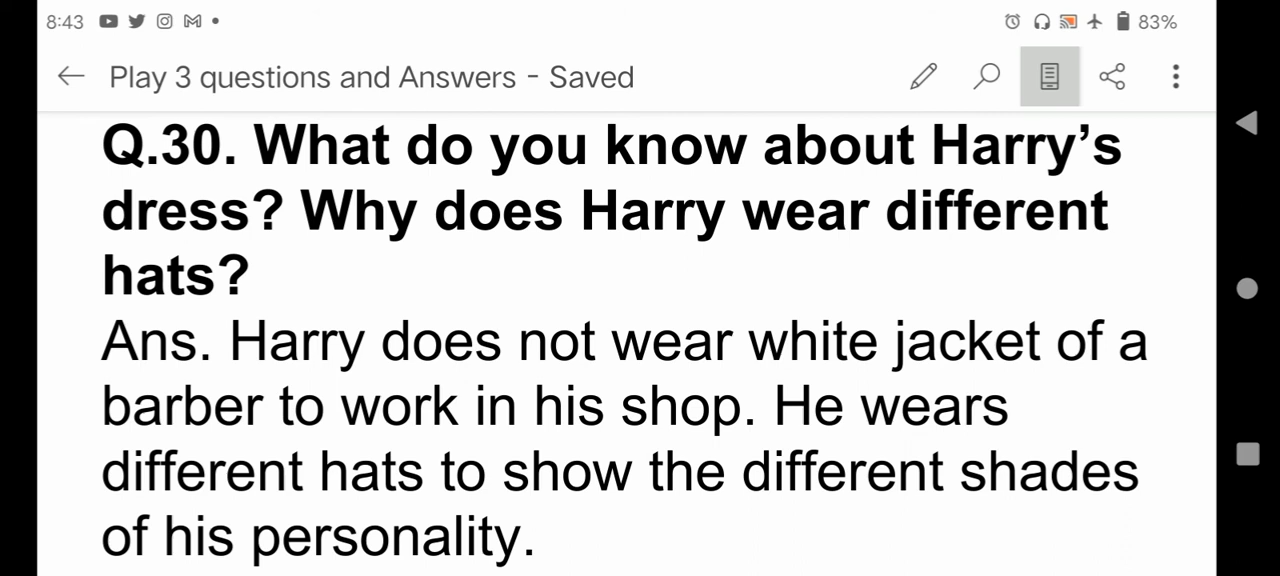 8:43 83%
Play 3 questions and Answers - Saved
Q.30. What do you know about Harry’s
dress? Why does Harry wear different
hats?
Ans. Harry does not wear white jacket of a
barber to work in his shop. He wears
different hats to show the different shades
of his personality.